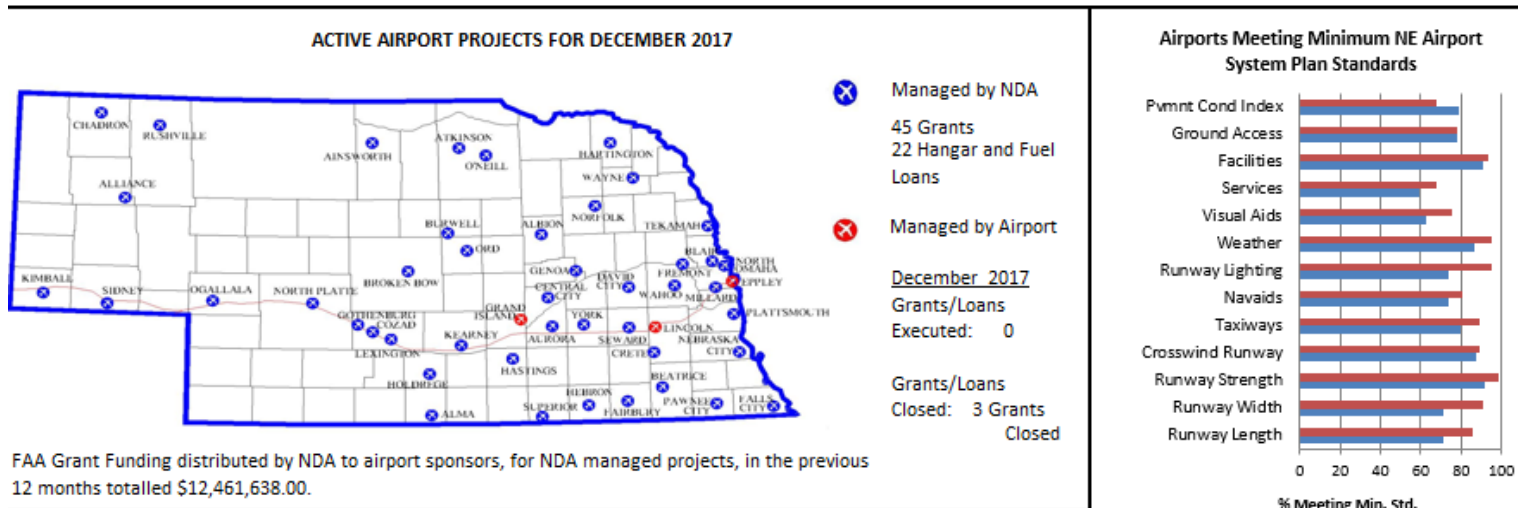 ACTIVE AIRPORT PROJECTS FOR DECEMBER 2017
CHADRON
RUSHVILLE
AINSWORTH
ATKINSON
O'NEILL
HARTINGTON
WAYNE
ALLIANCE
NORFOLK
BURWELL
ALBION
TEKAMAH
ORD
BLAIR
NORTH
OMAHA
KIMBALL
SIDNEY
OGALLALA
NORTH PLATTE
BROKEN BOW
GENOA
CENTRAL
CITY
DAVID
CITY
FREMONT
WAHOO
MILLARD
EPPLEY
GOTHENBURG
COZAD
LEXINGTON
KEARNEY
GRAND
ISLAND
AURORA
YORK
SEWARD
LINCOLN
PLATTSMOUTH
CRETE
NEBRASKA
CITY
HOLDREGE
HASTINGS
HEBRON
BEATRICE
ALMA
SUPERIOR
FAIRBURY
PAWNEE
CITY
FALLS
CITY
Managed by NDA
45 Grants
22 Hangar and Fuel
Loans
Managed by Airport
December 2017
Grants/Loans
Executed: 0
Grants/Loans
Closed: 3 Grants
Closed
FAA Grant Funding distributed by NDA to airport sponsors, for NDA managed projects, in the previous
12 months totalled $12,461,638.00.
Airports Meeting Minimum NE Airport
System Plan Standards
Pvmnt Cond Index
Ground Access
Facilities
Services
Visual Aids
Weather
Runway Lighting
Navaids
Taxiways
Crosswind Runway
Runway Strength
Runway Width
Runway Length
0 20 40 60 80 100
% Meeting Min. Std.